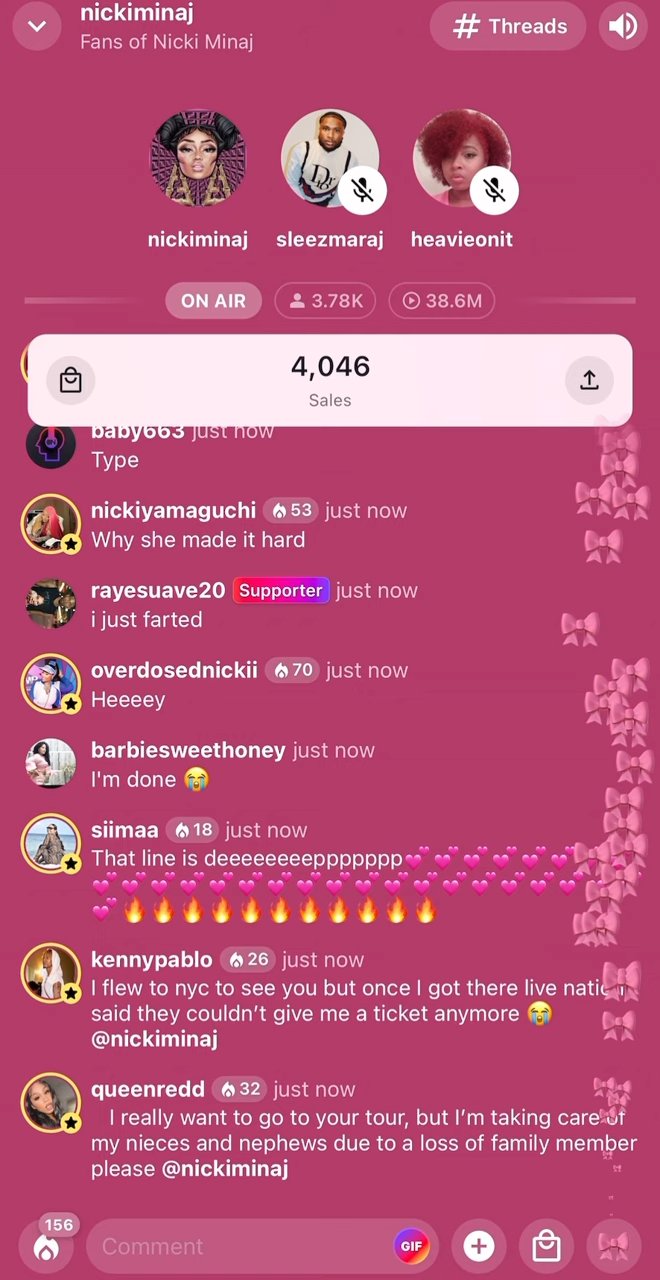 nickiminaj
Fans of Nicki Minaj
# Threads
nickiminaj
sleezmaraj
heavieonit
ON AIR
3.78K
38.6M
4,046
Sales
baby663 just now
Type
nickiyamaguchi 53 just now
Why she made it hard
rayesuave20 Supporter just now
i just farted
overdosednickii 70 just now
Heeeey
barbiesweethoney just now
I'm done 😭
siimaa 18 just now
That line is deeeeeeeeppppppp💕💕💕💕💕💕💕💕
💕💕💕💕💕💕💕💕💕💕💕💕💕💕💕💕💕
💕🔥🔥🔥🔥🔥🔥🔥🔥🔥🔥🔥
kennypablo 26 just now
I flew to nyc to see you but once I got there live nation
said they couldn’t give me a ticket anymore 😭
@nickiminaj
queenredd 32 just now
I really want to go to your tour, but I’m taking care of
my nieces and nephews due to a loss of family member
please @nickiminaj
156
Comment
GIF